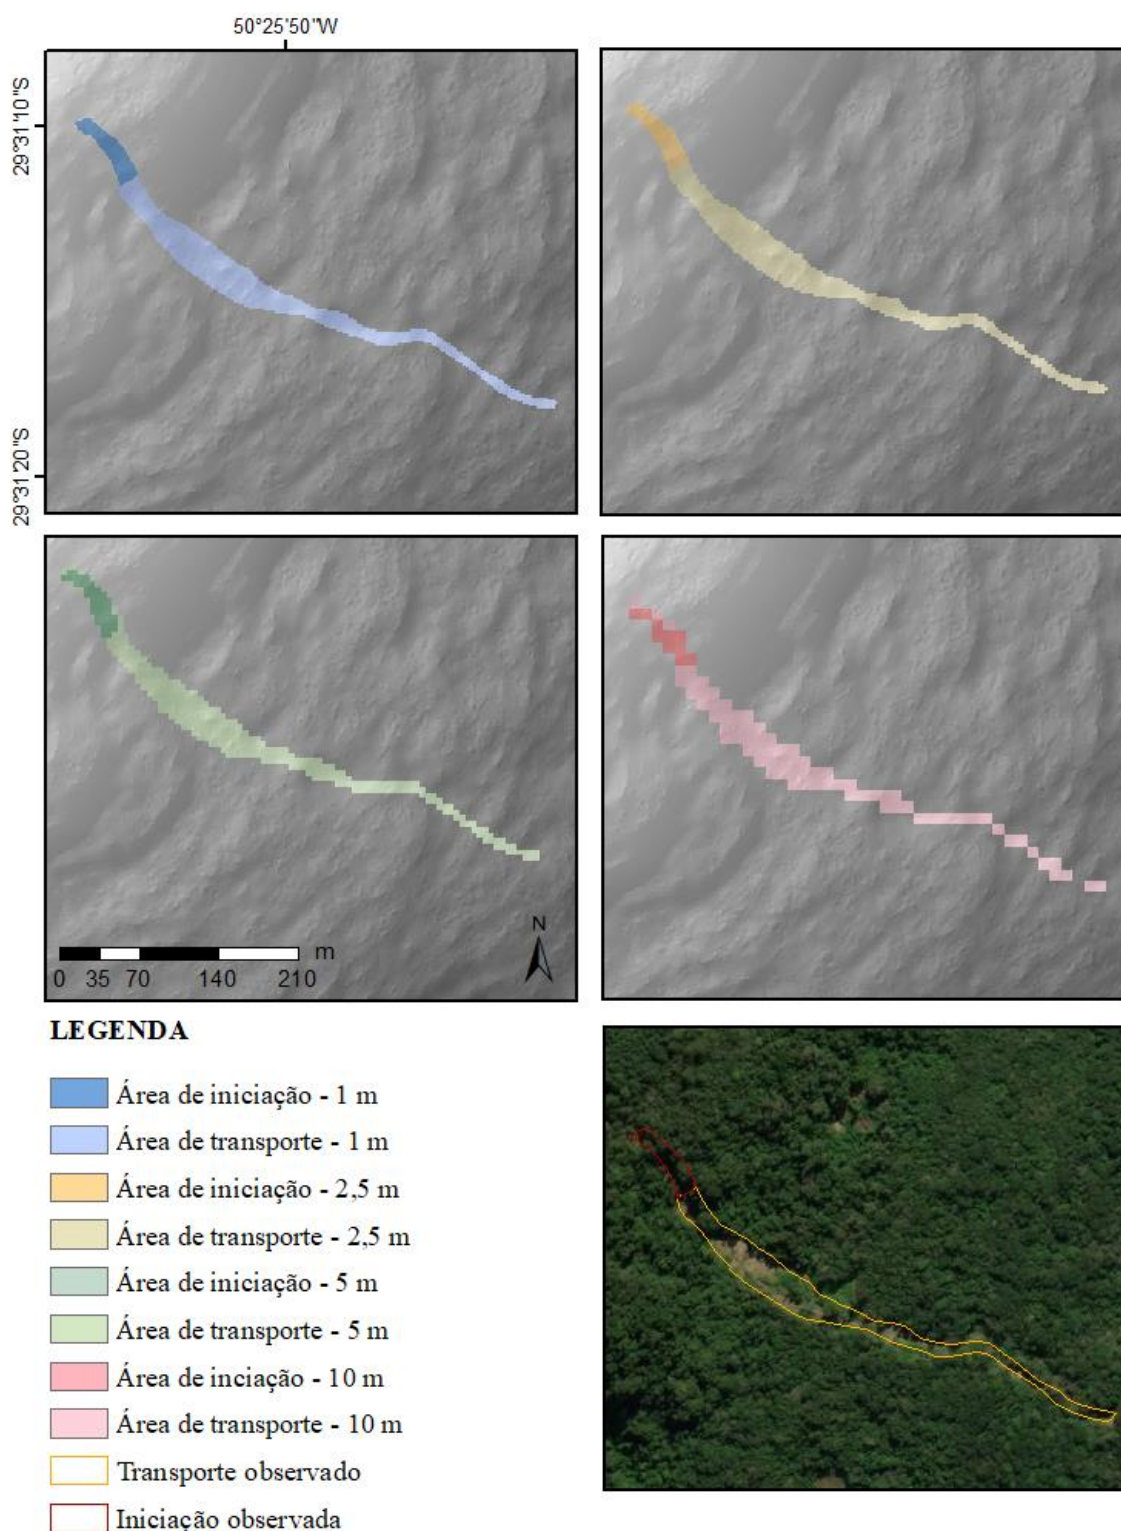 50°25'50"W
29°31'10"S
29°31'20"S
N
m
0 35 70 140 210
LEGENDA
Área de iniciação - 1 m
Área de transporte - 1 m
Área de iniciação - 2,5 m
Área de transporte - 2,5 m
Área de iniciação - 5 m
Área de transporte - 5 m
Área de inciação - 10 m
Área de transporte - 10 m
Transporte observado
Iniciação observada